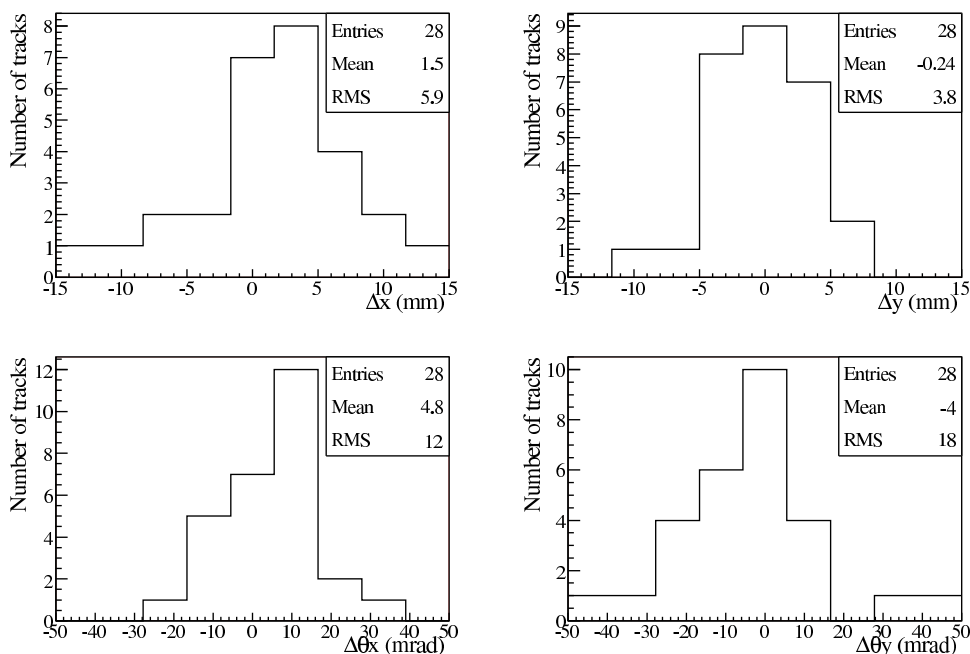 Number of tracks
8
7
6
5
4
3
2
1
0
-15 -10 -5 0 5 10 15
Δx (mm)
Entries 28
Mean 1.5
RMS 5.9
Number of tracks
9
8
7
6
5
4
3
2
1
0
-15 -10 -5 0 5 10 15
Δy (mm)
Entries 28
Mean -0.24
RMS 3.8
Number of tracks
12
10
8
6
4
2
0
-50 -40 -30 -20 -10 0 10 20 30 40 50
Δθx (mrad)
Entries 28
Mean 4.8
RMS 12
Number of tracks
10
8
6
4
2
0
-50 -40 -30 -20 -10 0 10 20 30 40 50
Δθy (mrad)
Entries 28
Mean -4
RMS 18